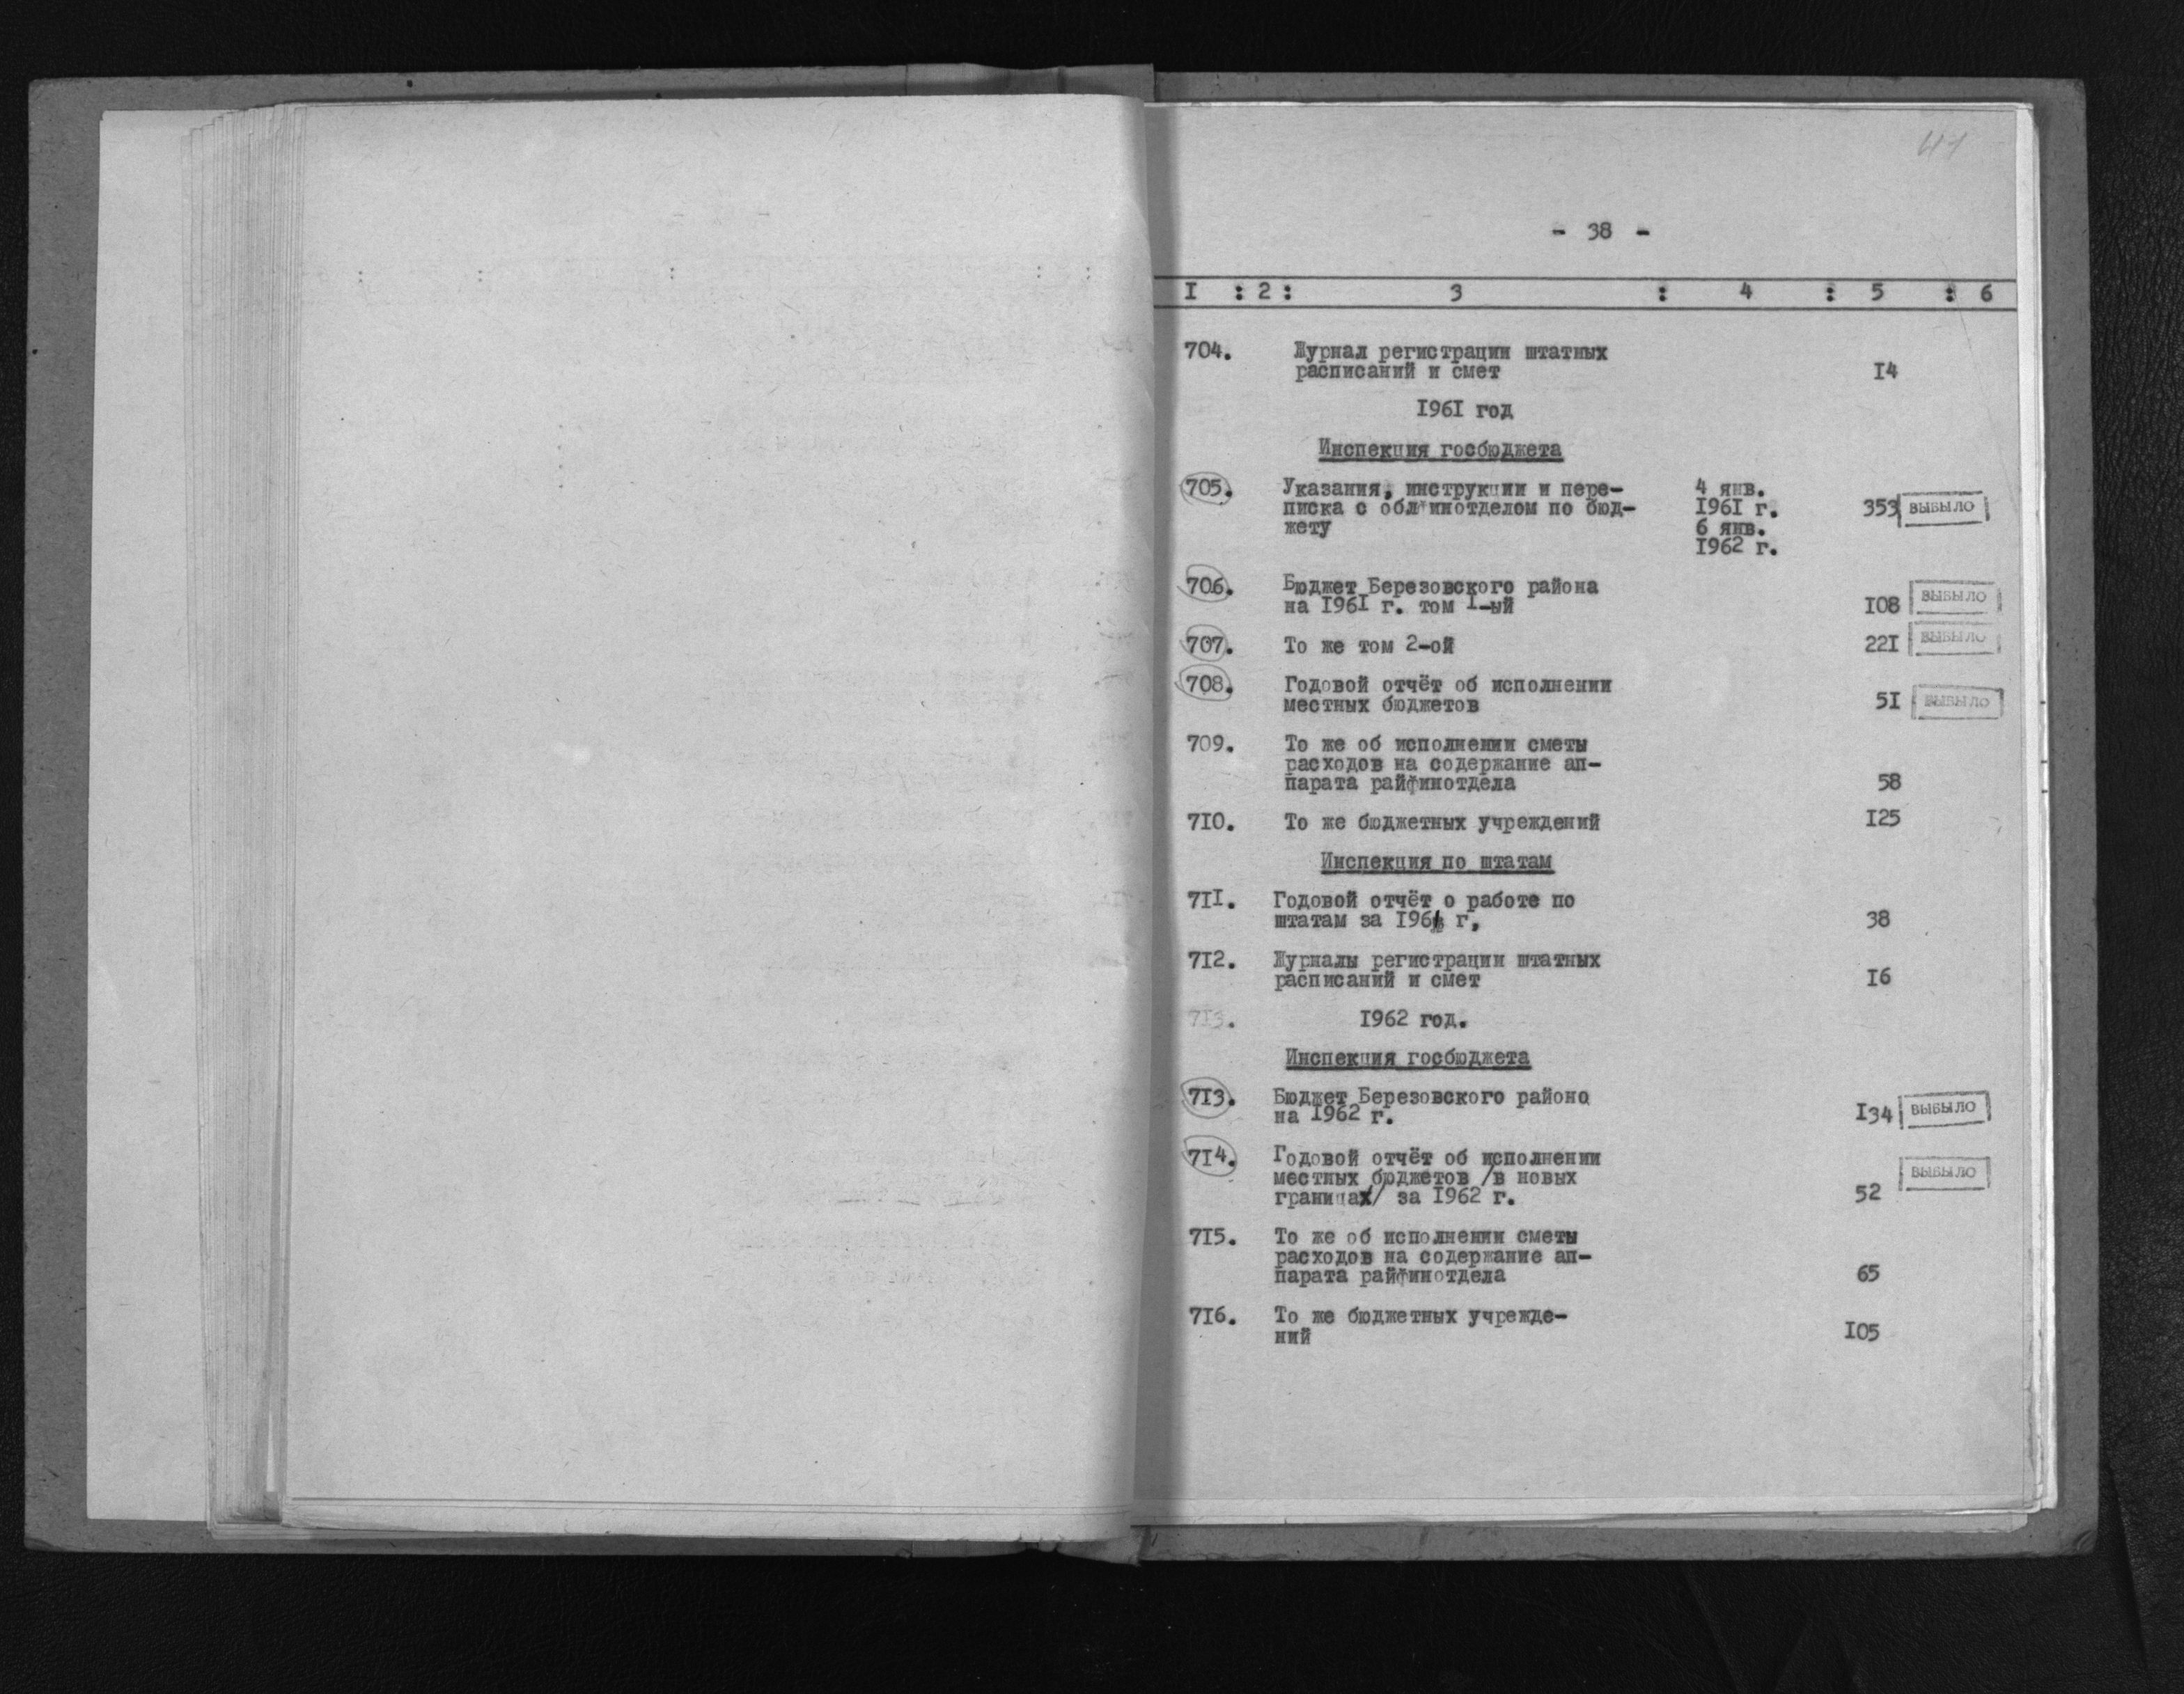 41
- 38 -
I : 2 : 3 : 4 : 5 : 6
704. Журнал регистрации штатных
расписаний и смет 14
1961 год
Инспекция госбюджета
705. Указания, инструкции и пере- 4 янв.
писка с облфинотделом по бюд- 1961 г. 353 ВЫБЫЛО
жету 6 янв.
1962 г.
706. Бюджет Березовского района
на 1961 г. том 1-ый 108 ВЫБЫЛО
707. То же том 2-ой 221 ВЫБЫЛО
708. Годовой отчёт об исполнении
местных бюджетов 51 ВЫБЫЛО
709. То же об исполнении сметы
расходов на содержание ап-
парата райфинотдела 58
710. То же бюджетных учреждений 125
Инспекция по штатам
711. Годовой отчёт о работе по
штатам за 1961 г. 38
712. Журналы регистрации штатных
расписаний и смет 16
713. 1962 год.
Инспекция госбюджета
713. Бюджет Березовского района
на 1962 г. 134 ВЫБЫЛО
714. Годовой отчёт об исполнении
местных бюджетов /в новых ВЫБЫЛО
границах/ за 1962 г. 52
715. То же об исполнении сметы
расходов на содержание ап-
парата райфинотдела 65
716. То же бюджетных учрежде-
ний 105